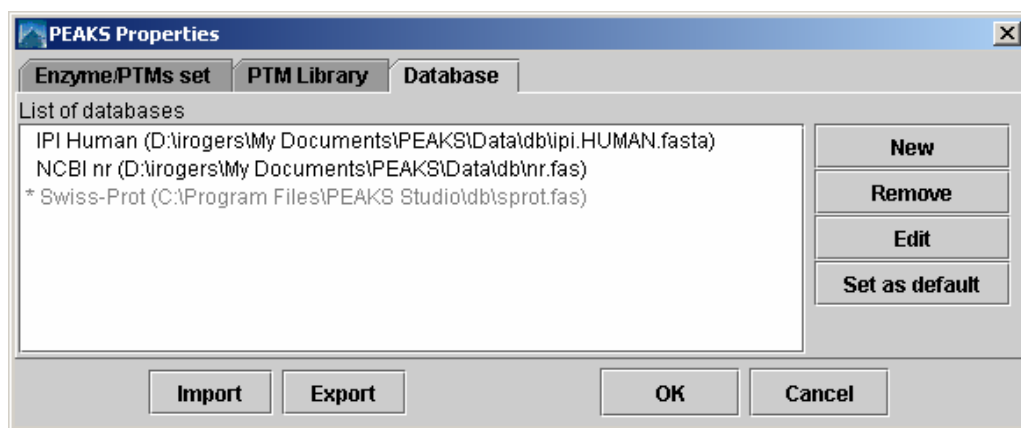 PEAKS Properties
Enzyme/PTMs set PTM Library Database
List of databases
IPI Human (D:\irogers\My Documents\PEAKS\Data\db\ipi.HUMAN.fasta)
NCBI nr (D:\irogers\My Documents\PEAKS\Data\db\nr.fas)
* Swiss-Prot (C:\Program Files\PEAKS Studio\db\sprot.fas)
New
Remove
Edit
Set as default
Import Export OK Cancel